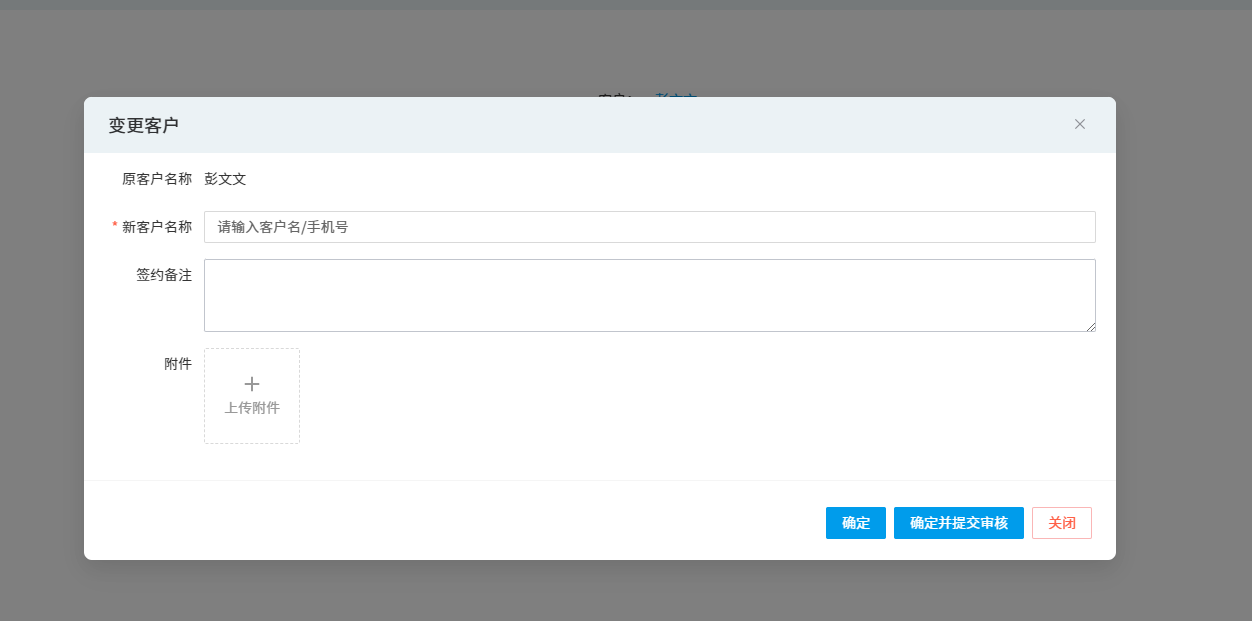 变更客户
原客户名称 彭文文
* 新客户名称 请输入客户名/手机号
签约备注
附件
上传附件
确定 确定并提交审核 关闭